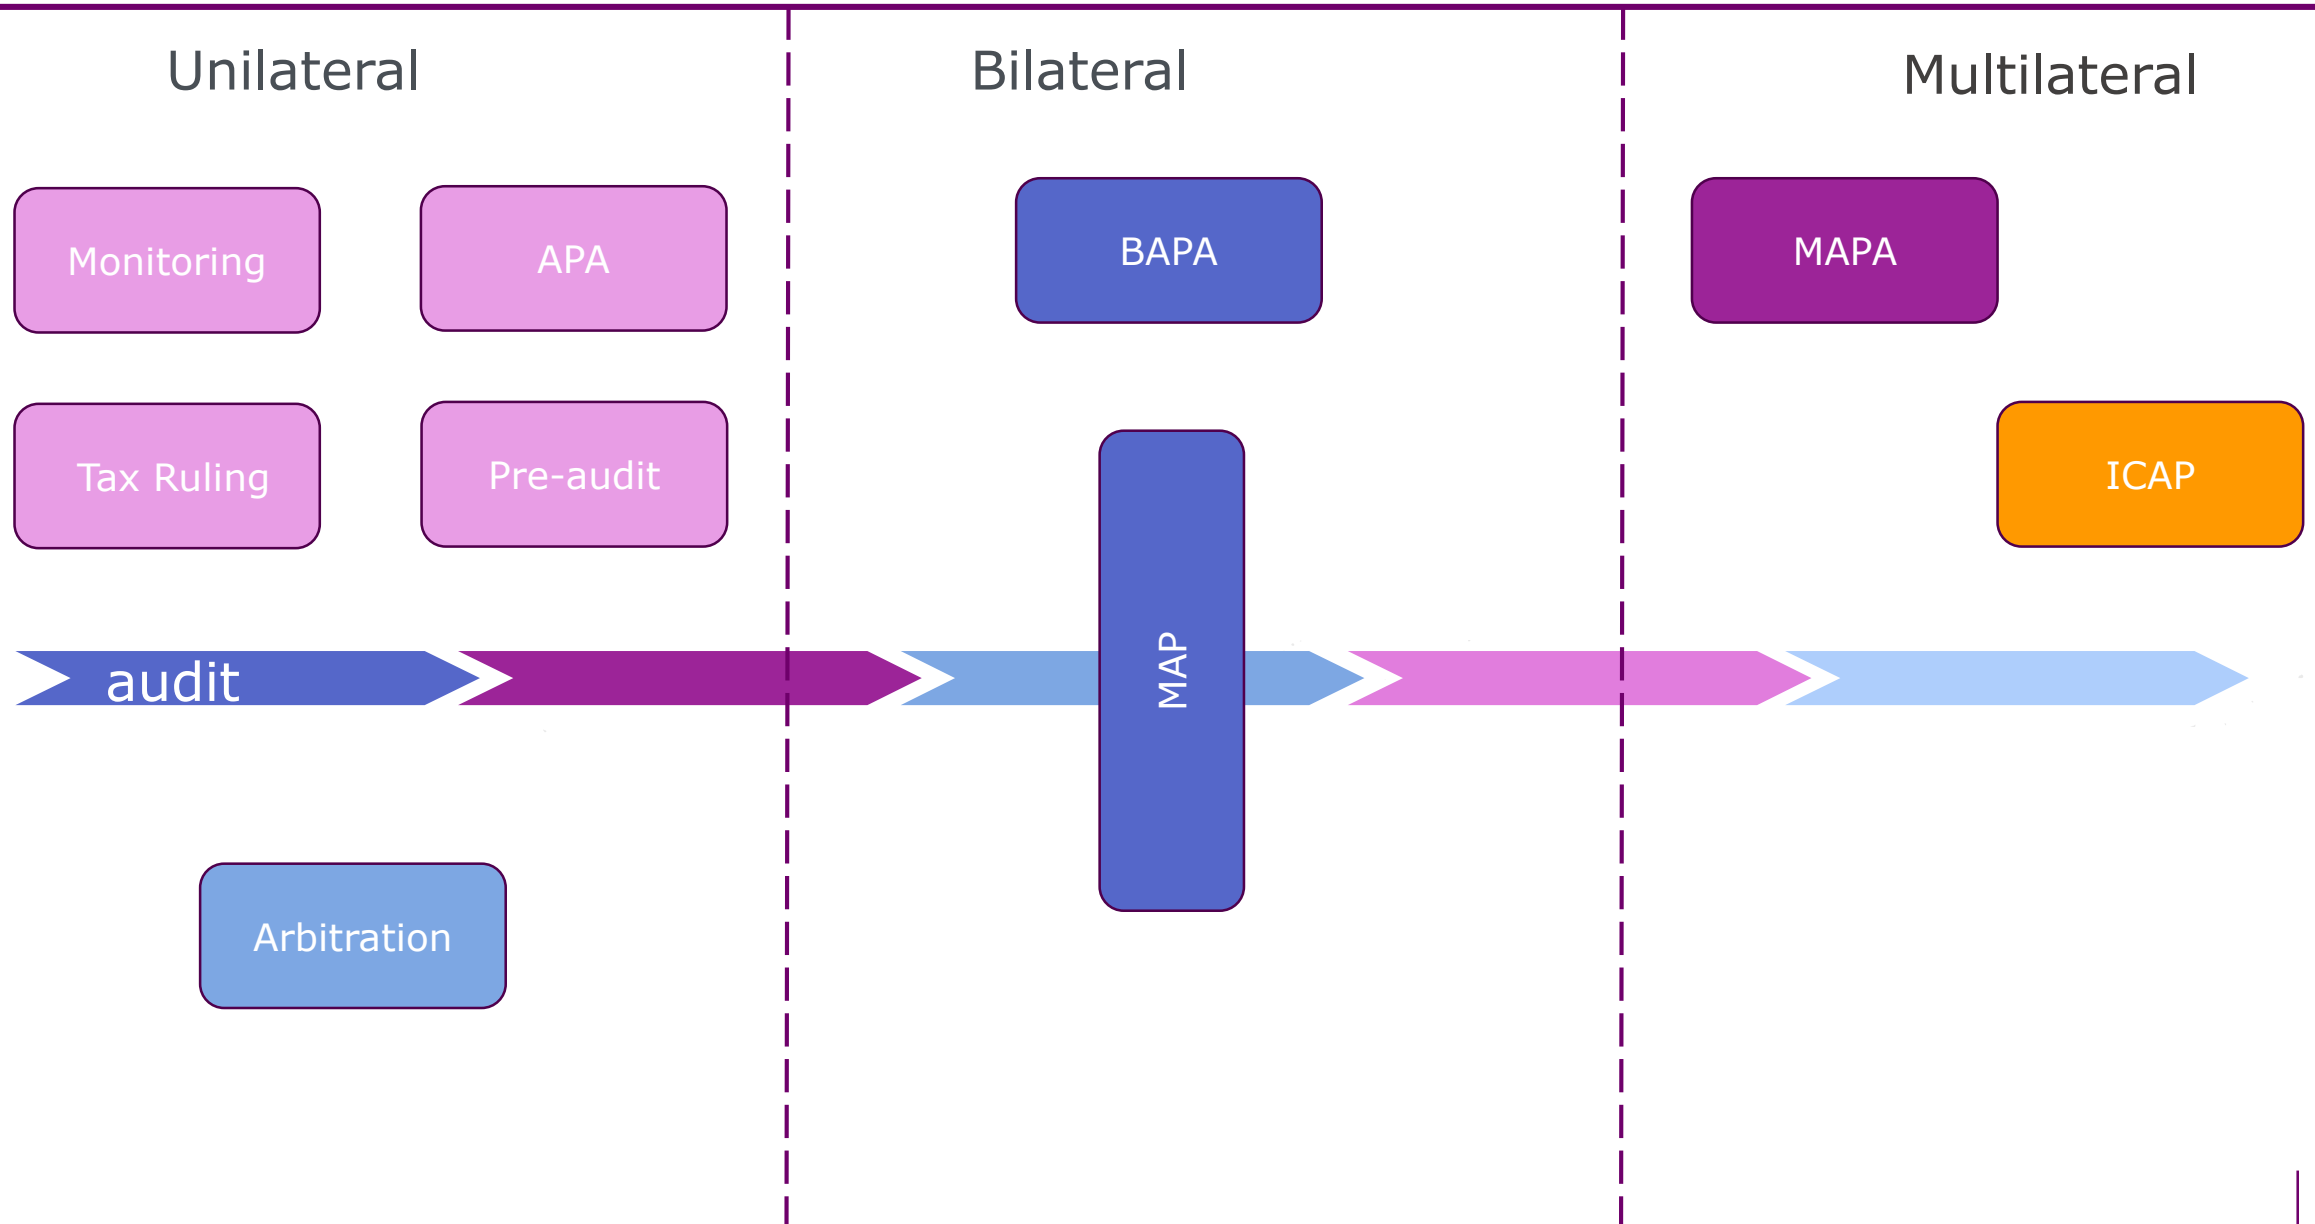 Unilateral
Bilateral
Multilateral
Monitoring
APA
BAPA
MAPA
Tax Ruling
Pre-audit
ICAP
audit
MAP
Arbitration